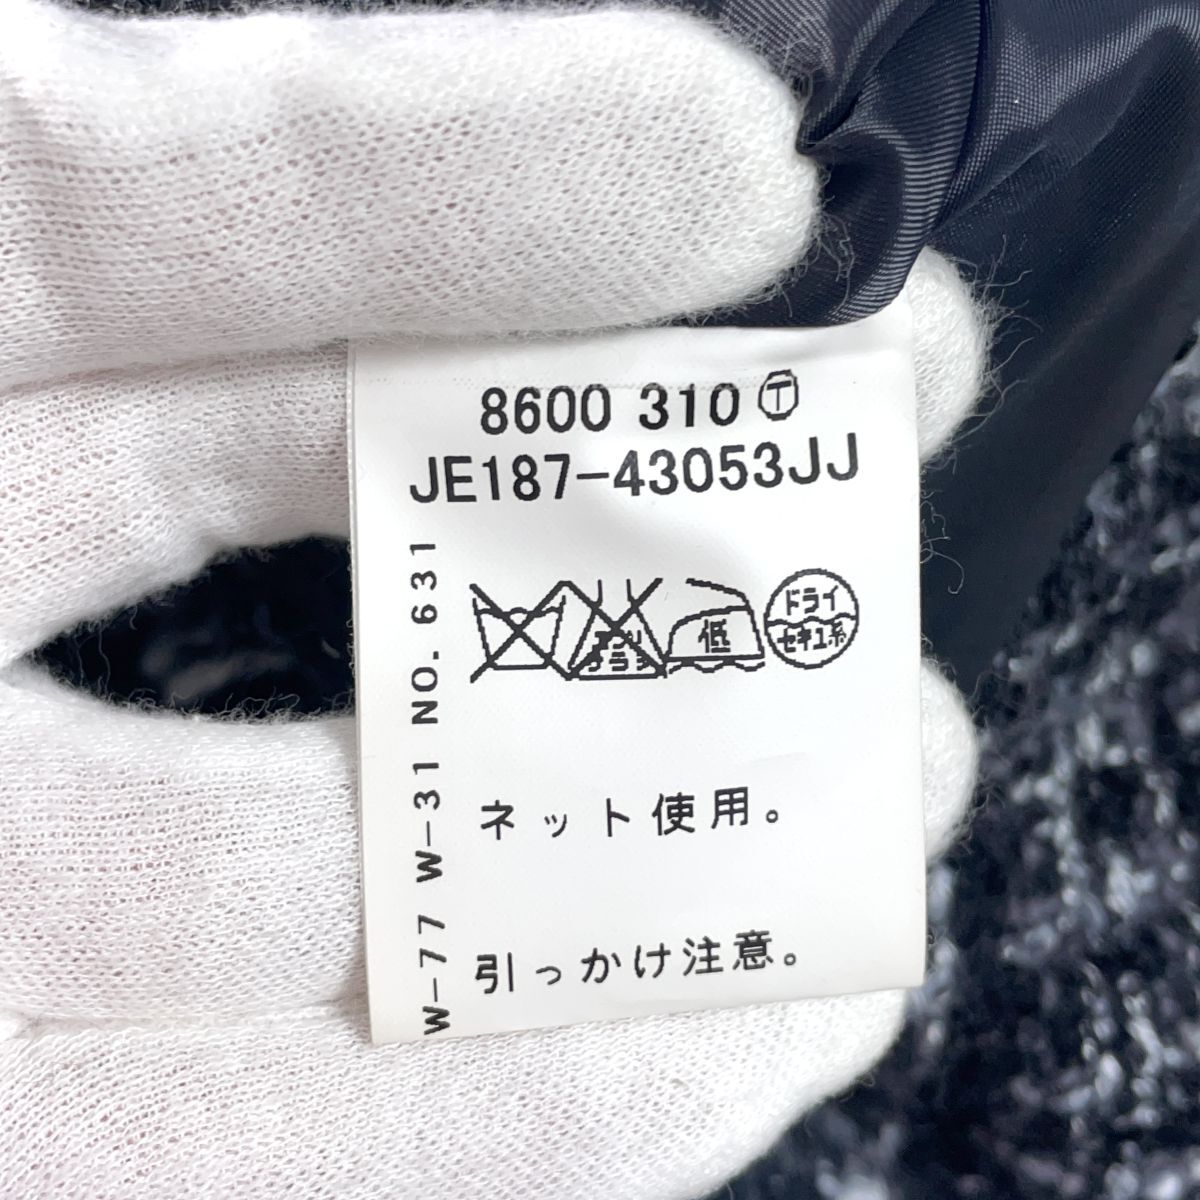 8600 310 Ⓣ
JE187-43053JJ
低
ドライ
セキユ系
ネット使用。
引っかけ注意。
W-77 W-31 NO. 631